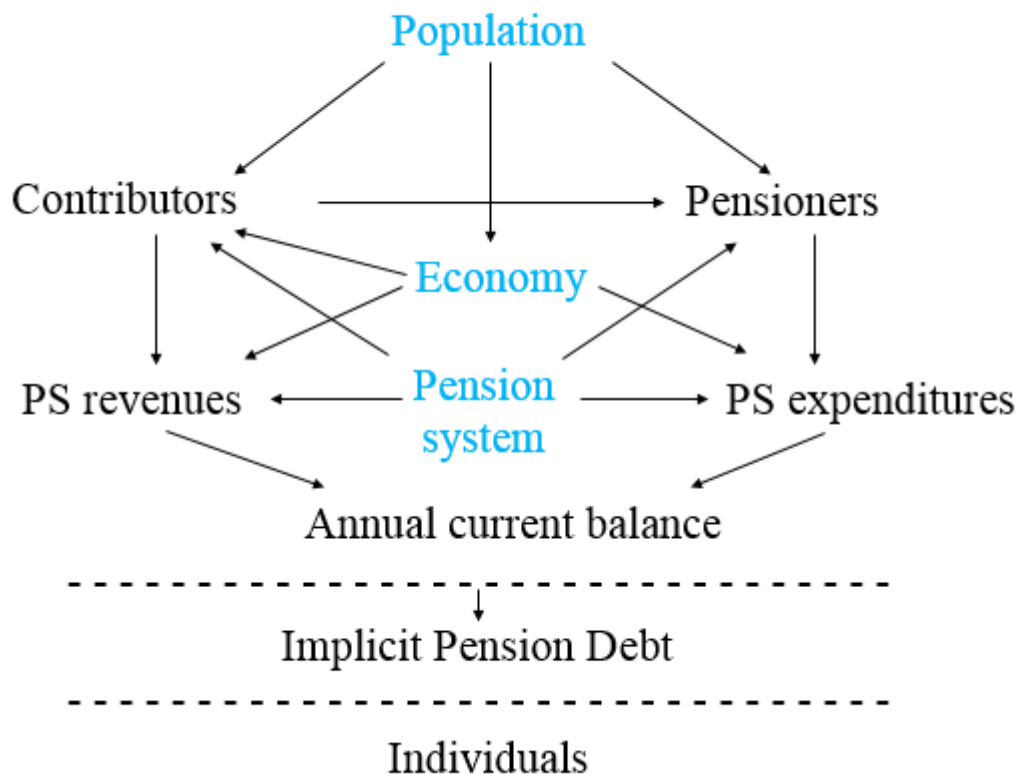 Population
Contributors
Pensioners
Economy
PS revenues
Pension
system
PS expenditures
Annual current balance
Implicit Pension Debt
Individuals